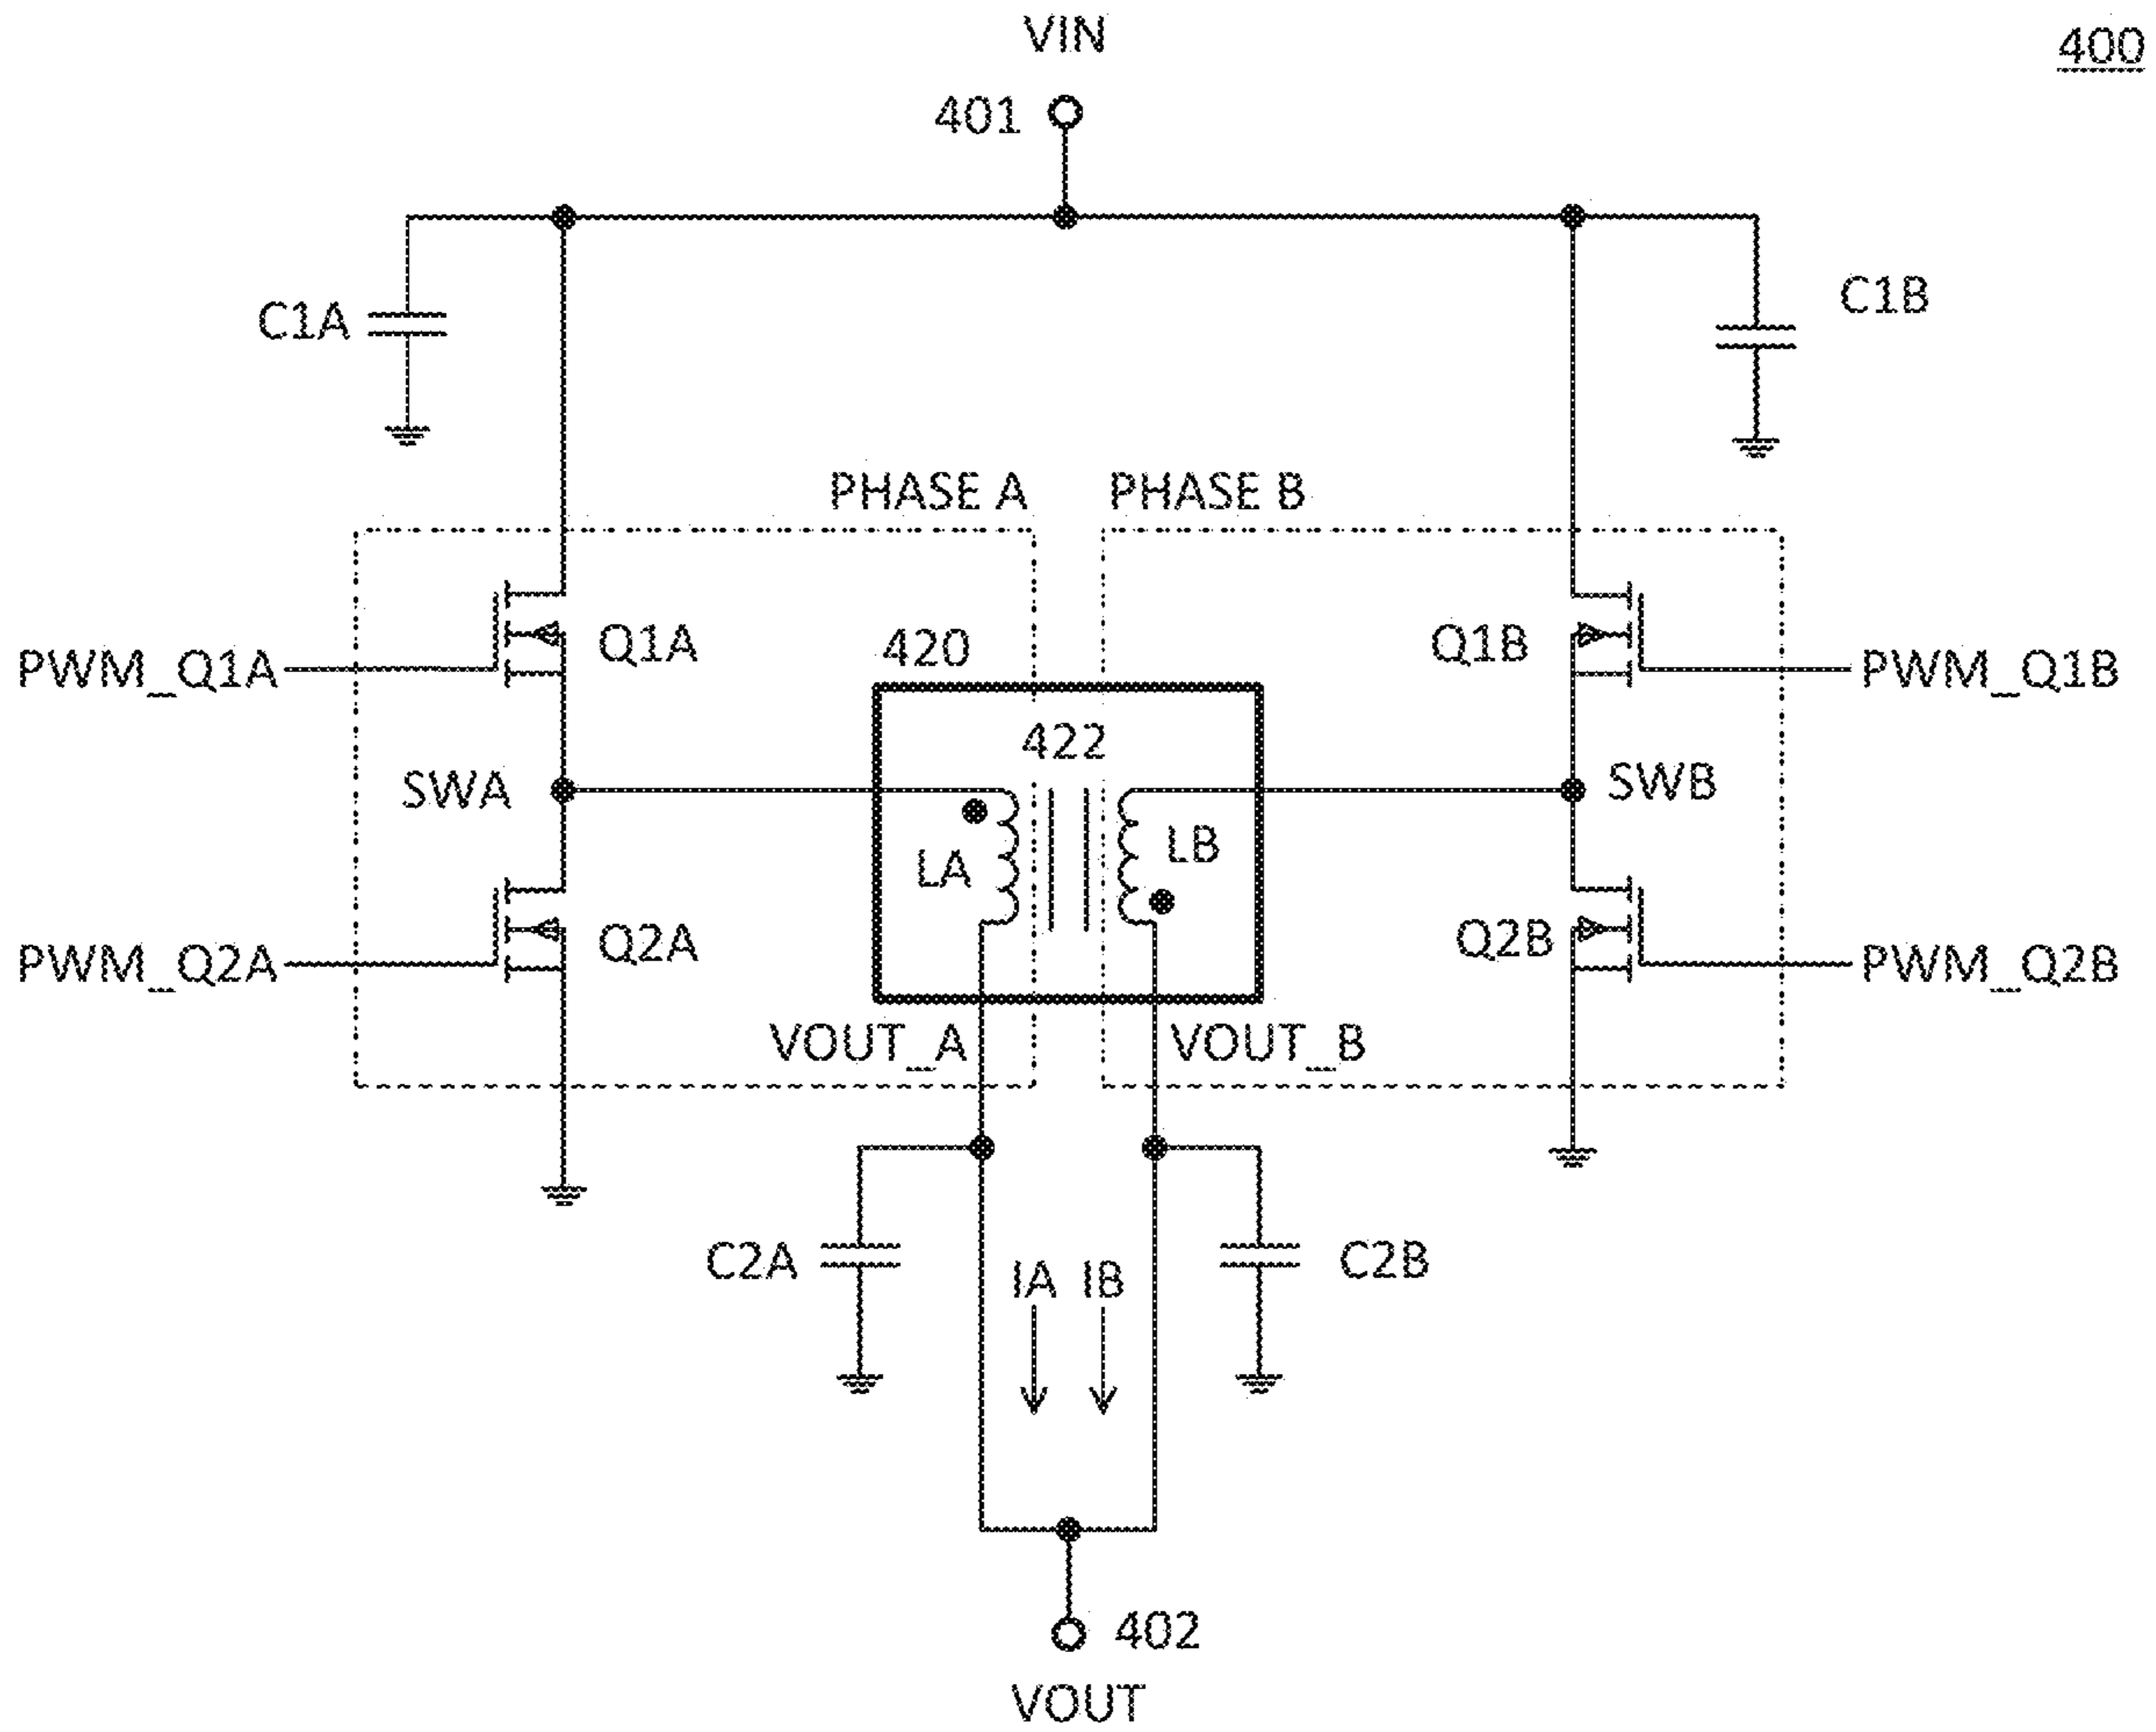 VIN
400
401
C1A
C1B
PHASE A
PHASE B
Q1A
420
Q1B
PWM_Q1A
PWM_Q1B
422
SWA
SWB
LA
LB
Q2A
Q2B
PWM_Q2A
PWM_Q2B
VOUT_A
VOUT_B
C2A
IA
IB
C2B
402
VOUT